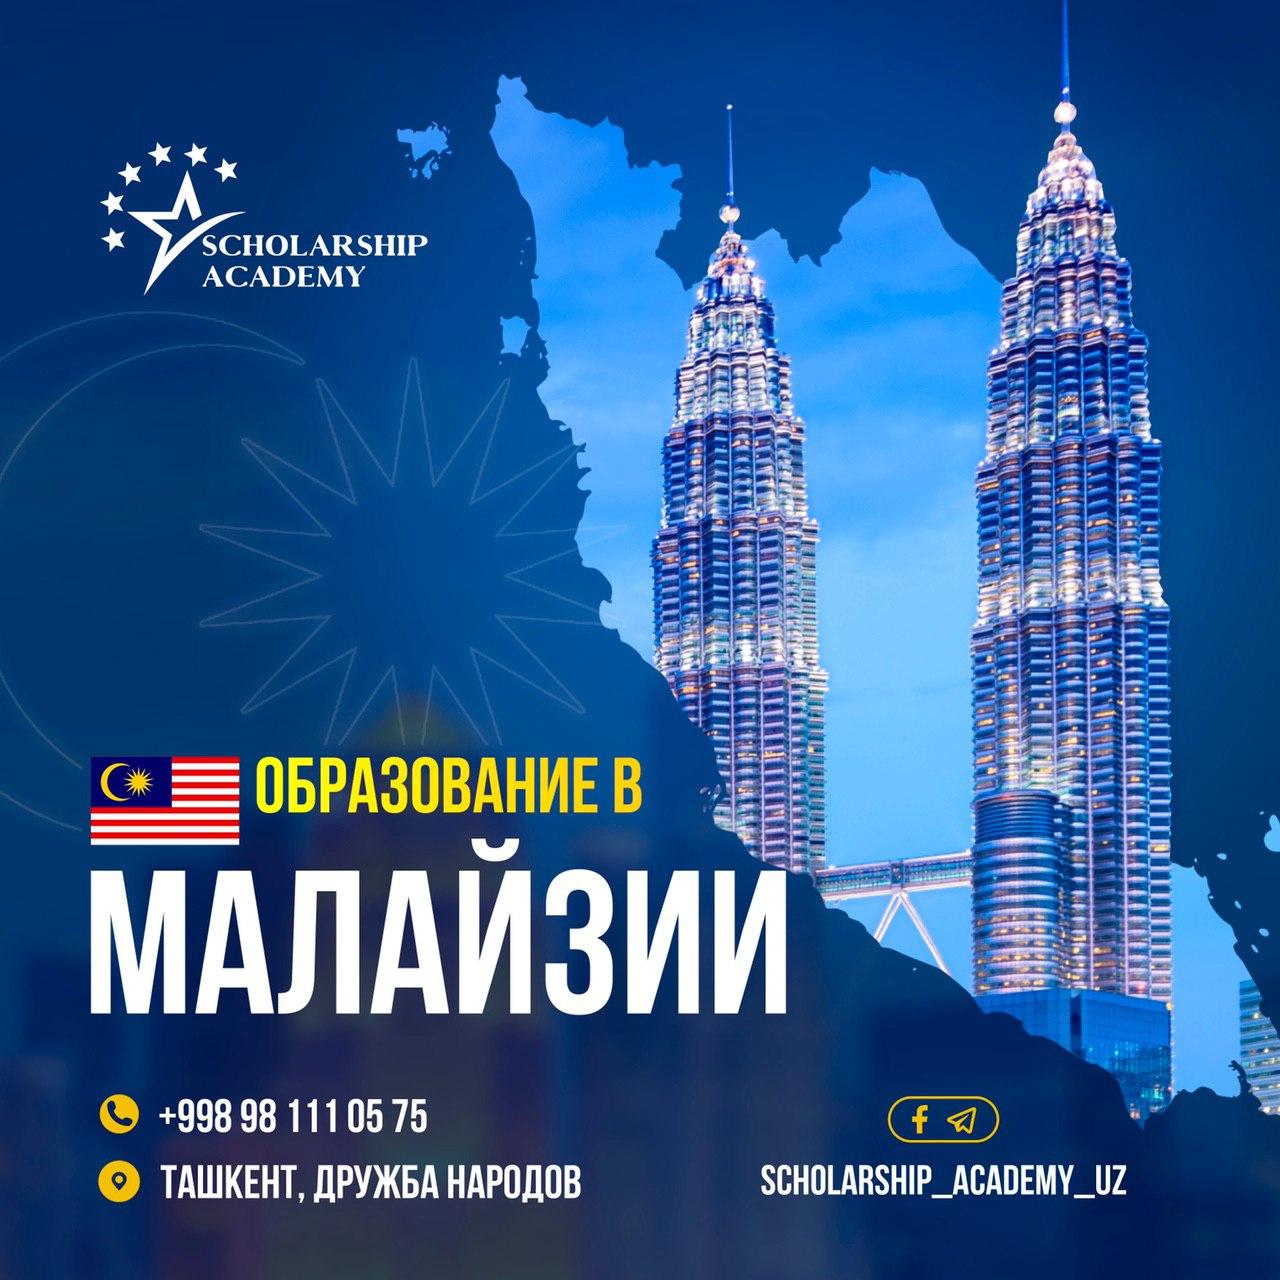 SCHOLARSHIP
ACADEMY
ОБРАЗОВАНИЕ В
МАЛАЙЗИИ
+998 98 111 05 75
ТАШКЕНТ, ДРУЖБА НАРОДОВ
SCHOLARSHIP_ACADEMY_UZ